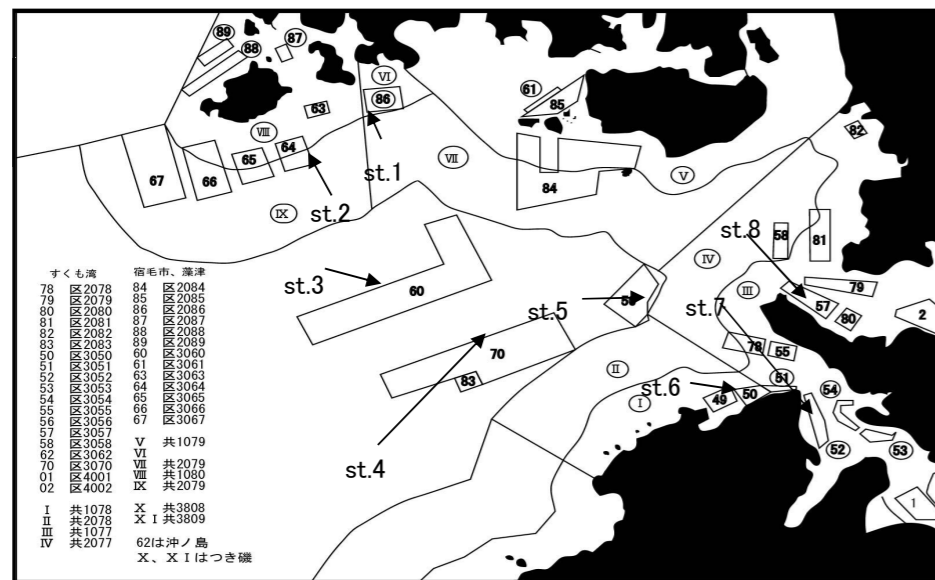 89
88
87
Ⅵ
86
61
85
63
Ⅷ
64
65
66
67
st.1
Ⅶ
84
Ⅴ
82
Ⅸ
st.2
58
81
st.8
Ⅳ
Ⅲ
79
57
80
2
st.3
60
st.5
st.7
78
55
70
83
Ⅱ
51
st.6
49
50
54
Ⅰ
st.4
52
53
1
すくも湾
78 区2078
79 区2079
80 区2080
81 区2081
82 区2082
83 区2083
50 区3050
51 区3051
52 区3052
53 区3053
54 区3054
55 区3055
56 区3056
57 区3057
58 区3058
62 区3062
70 区3070
01 区4001
02 区4002
Ⅰ 共1078
Ⅱ 共2078
Ⅲ 共1077
Ⅳ 共2077
宿毛市、藻津
84 区2084
85 区2085
86 区2086
87 区2087
88 区2088
89 区2089
60 区3060
61 区3061
63 区3063
64 区3064
65 区3065
66 区3066
67 区3067
Ⅴ 共1079
Ⅵ
Ⅶ 共2079
Ⅷ 共1080
Ⅸ 共2079
Ⅹ 共3808
ⅩⅠ共3809
62は沖ノ島
Ⅹ、ⅩⅠはつき磯